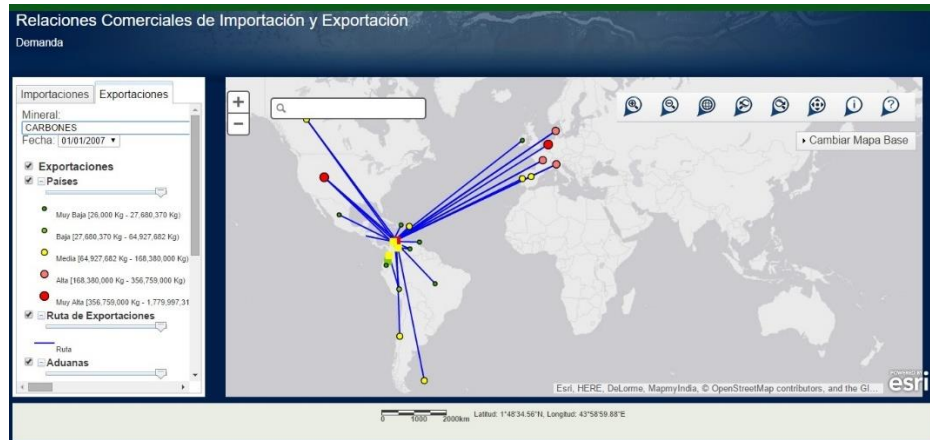 Relaciones Comerciales de Importación y Exportación
Demanda
Importaciones Exportaciones
Mineral:
CARBONES
Fecha: 01/01/2007
Exportaciones
Paises
Muy Baja [26,000 Kg - 27,680,370 Kg)
Baja [27,680,370 Kg - 64,927,682 Kg)
Media [64,927,682 Kg - 168,380,000 Kg)
Alta [168,380,000 Kg - 356,759,000 Kg)
Muy Alta [356,759,000 Kg - 1,779,997,31
Ruta de Exportaciones
Ruta
Aduanas
+
−
i
?
Cambiar Mapa Base
Esri, HERE, DeLorme, MapmyIndia, © OpenStreetMap contributors, and the GI...
POWERED BY
esri
0 1000 2000km
Latitud: 1°48'34.56"N, Longitud: 43°58'59.88"E